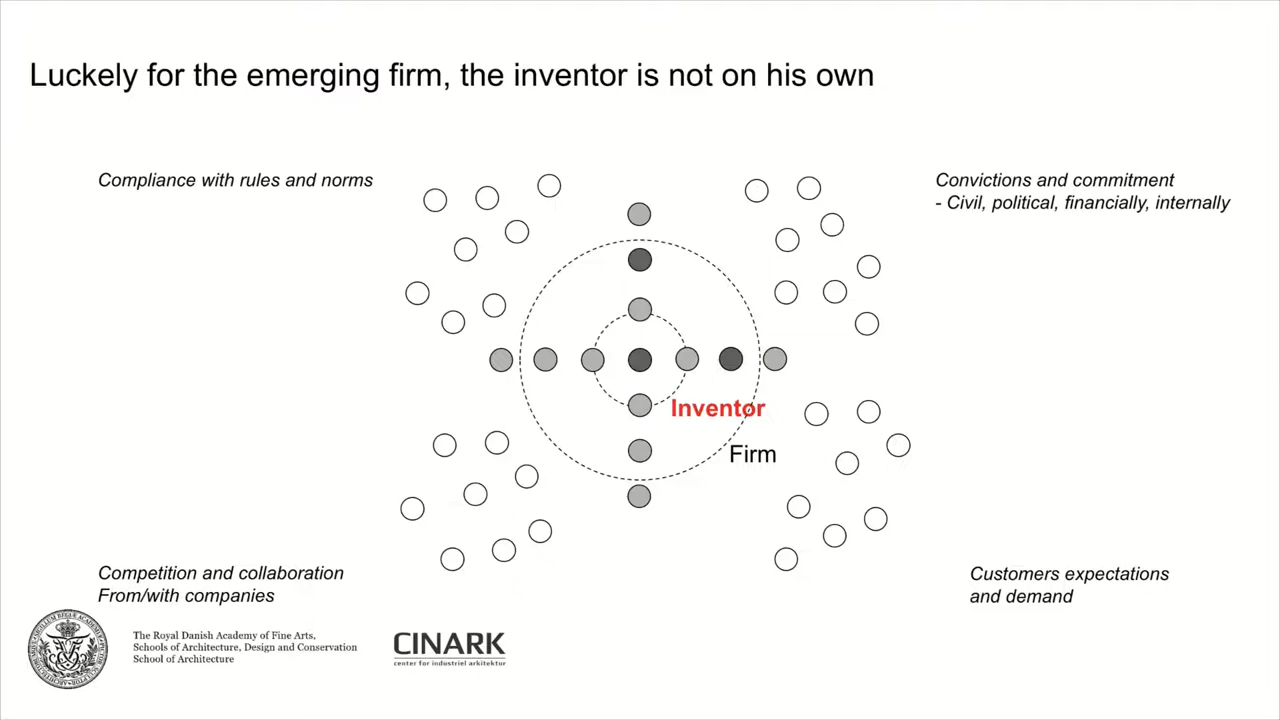 Luckely for the emerging firm, the inventor is not on his own
Compliance with rules and norms
Convictions and commitment
- Civil, political, financially, internally
Inventor
Firm
Competition and collaboration
From/with companies
Customers expectations
and demand
The Royal Danish Academy of Fine Arts,
Schools of Architecture, Design and Conservation
School of Architecture
CINARK
center for industriel arkitektur